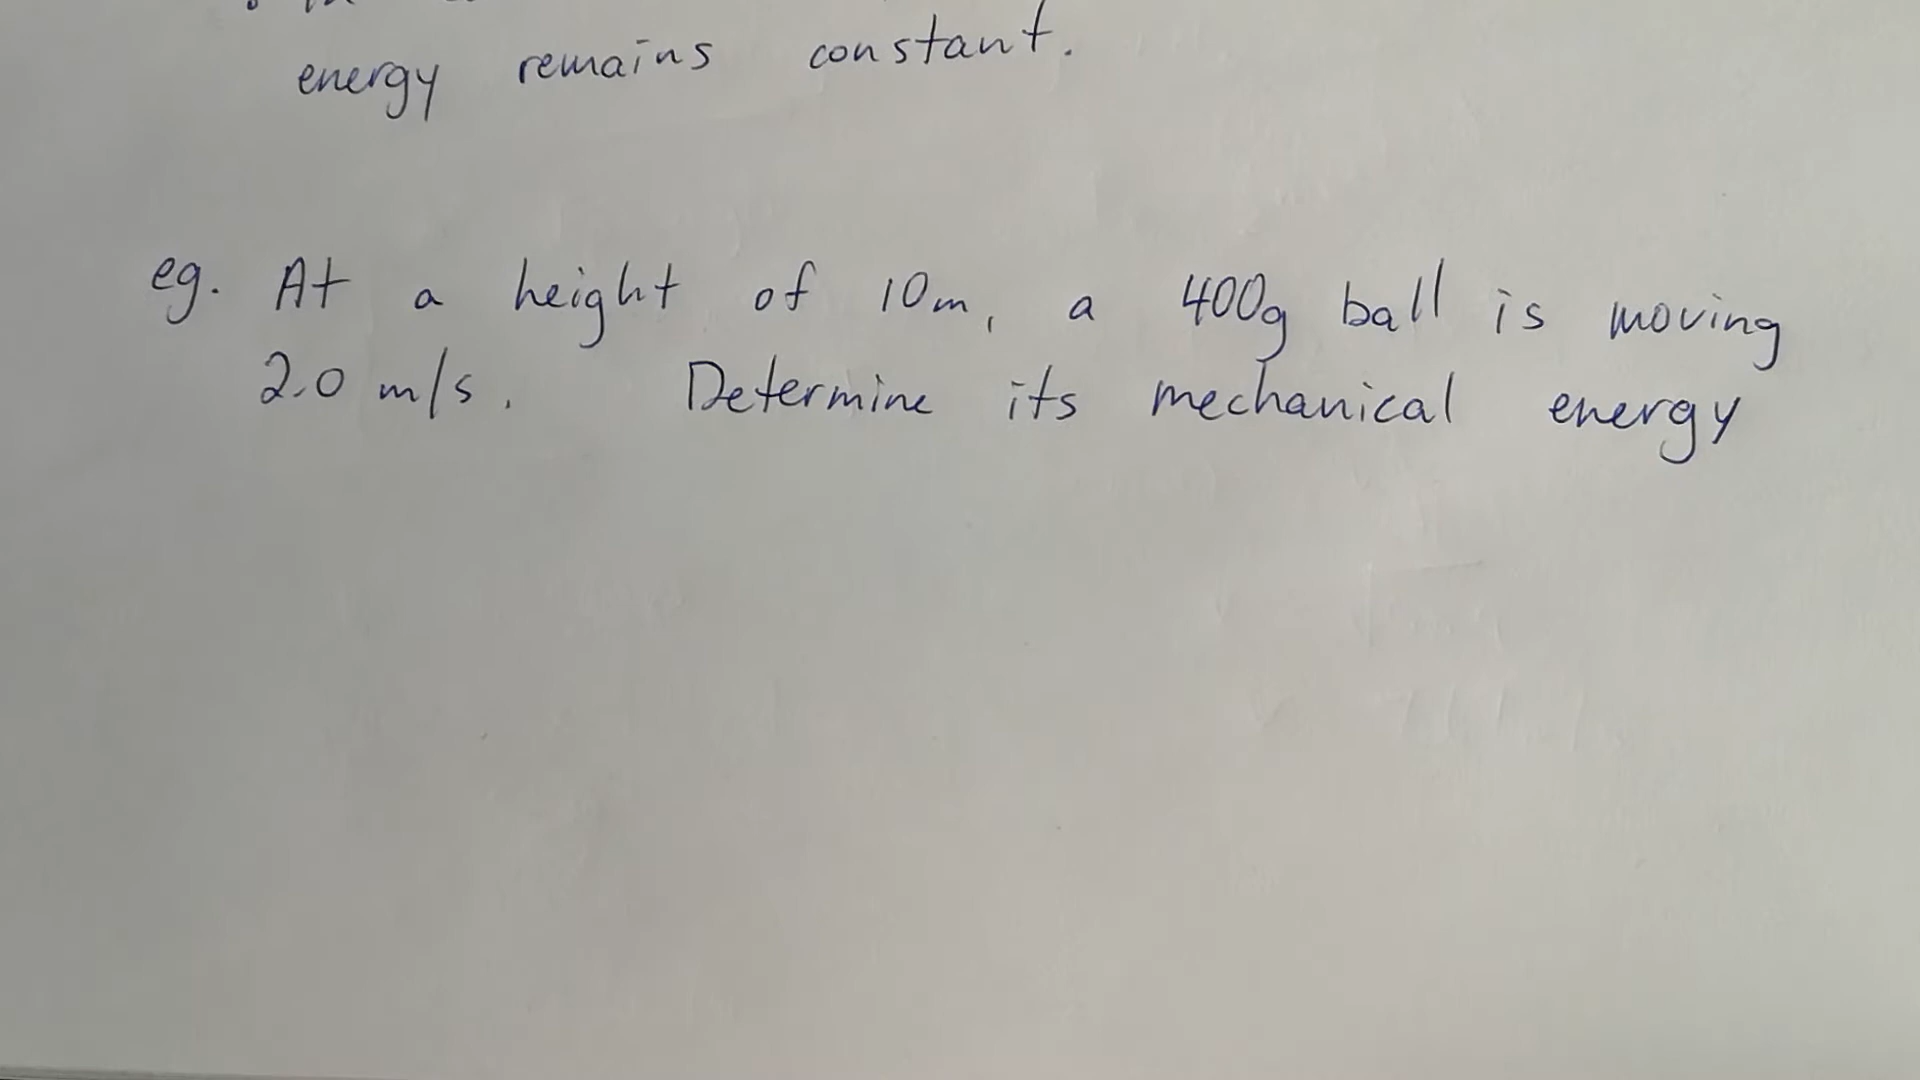 energy remains constant.
eg. At a height of 10m, a 400g ball is moving
2.0 m/s. Determine its mechanical energy